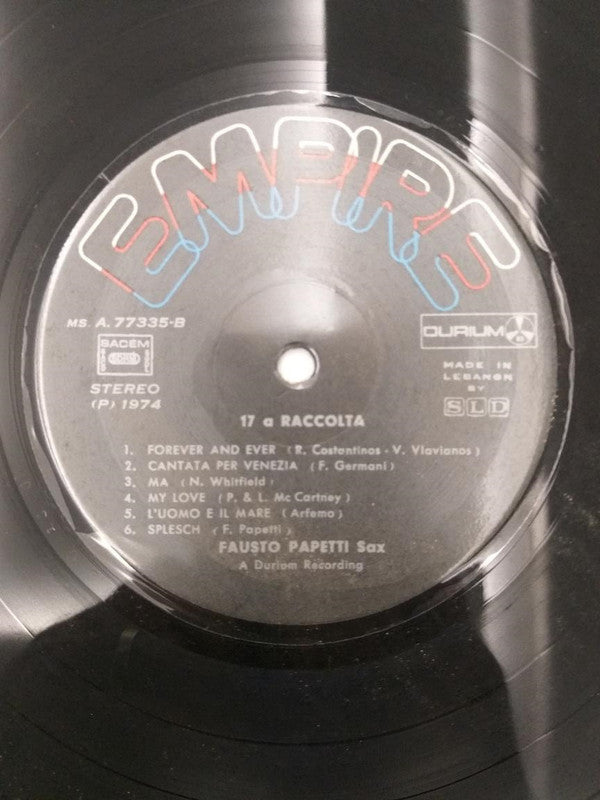 EMPIRE
MS. A. 77335-B
SACEM
STEREO
(P) 1974
DURIUM
MADE IN
LEBANON
BY
SLD
17 a RACCOLTA
1. FOREVER AND EVER (R. Costantinos - V. Vlavianos)
2. CANTATA PER VENEZIA (F. Germani)
3. MA (N. Whitfield)
4. MY LOVE (P. & L. Mc Cartney)
5. L'UOMO E IL MARE (Arfemo)
6. SPLESCH (F. Papetti)
FAUSTO PAPETTI Sax
A Durium Recording